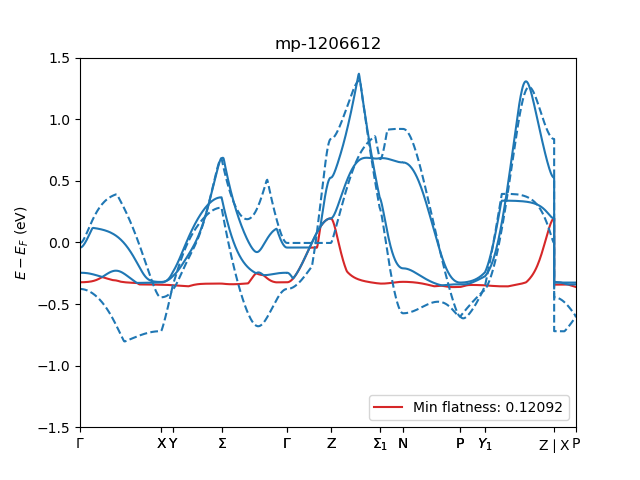 mp-1206612
E − E_F (eV)
1.5
1.0
0.5
0.0
−0.5
−1.0
−1.5
Min flatness: 0.12092
Γ X Y Σ Γ Z Σ₁ N P Y₁ Z | X P